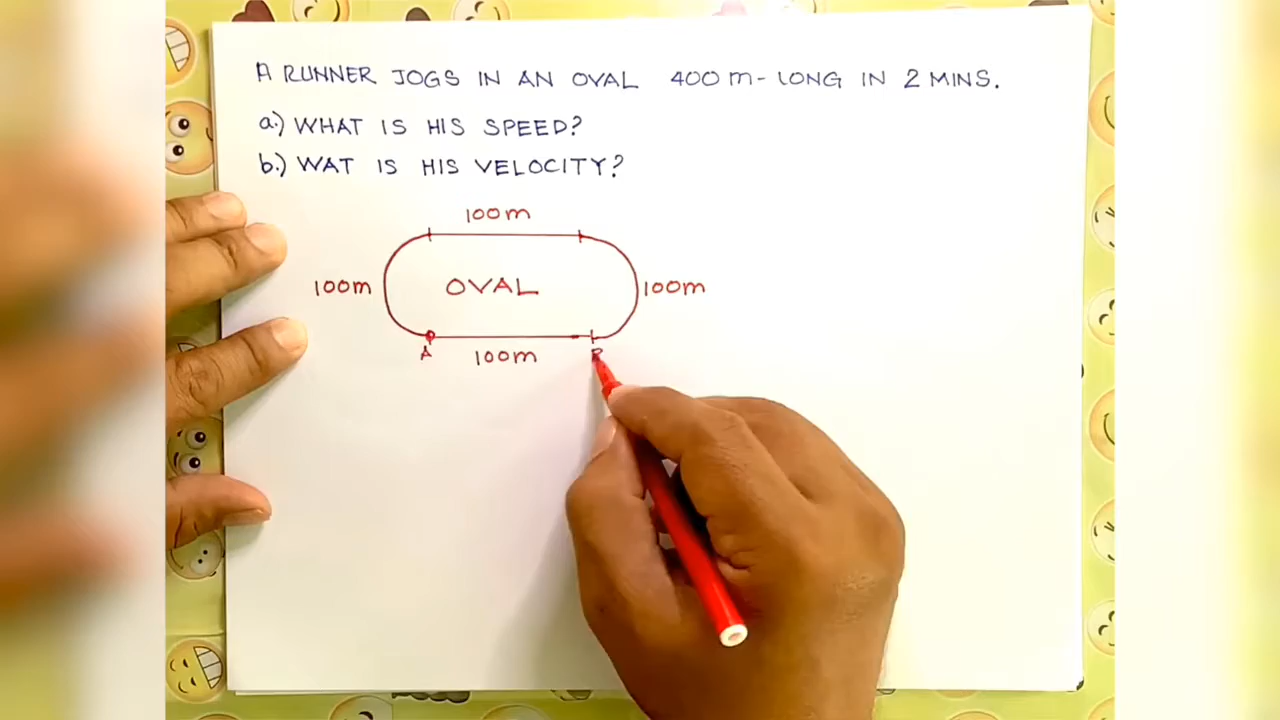 A RUNNER JOGS IN AN OVAL 400 m-LONG IN 2 MINS.
a.) WHAT IS HIS SPEED?
b.) WAT IS HIS VELOCITY?
100m
100m OVAL 100m
A 100m